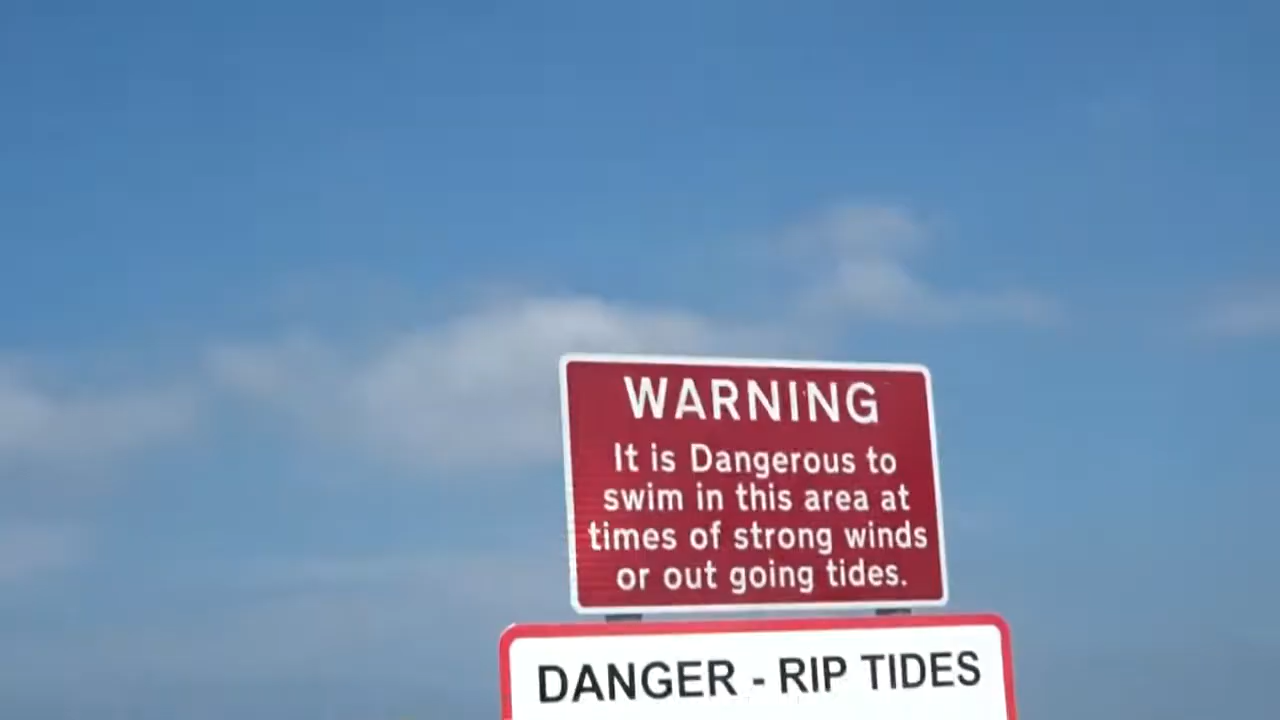 WARNING
It is Dangerous to
swim in this area at
times of strong winds
or out going tides.
DANGER - RIP TIDES